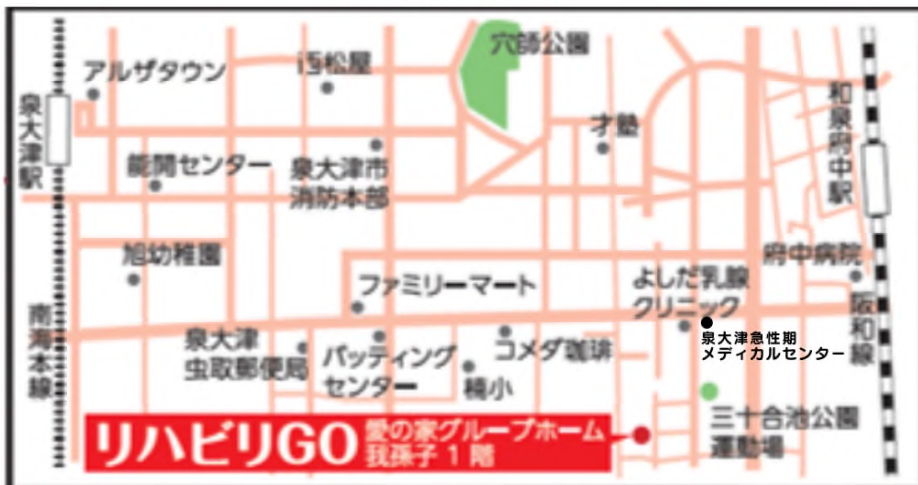 穴師公園
西松屋
アルザタウン
泉大津駅
和泉府中駅
才塾
能開センター
泉大津市
消防本部
旭幼稚園
府中病院
よしだ乳腺
クリニック
ファミリーマート
南海本線
阪和線
泉大津急性期
メディカルセンター
泉大津
虫取郵便局
バッティング
センター
コメダ珈琲
楠小
三十合池公園
運動場
リハビリGO
愛の家グループホーム
我孫子1階